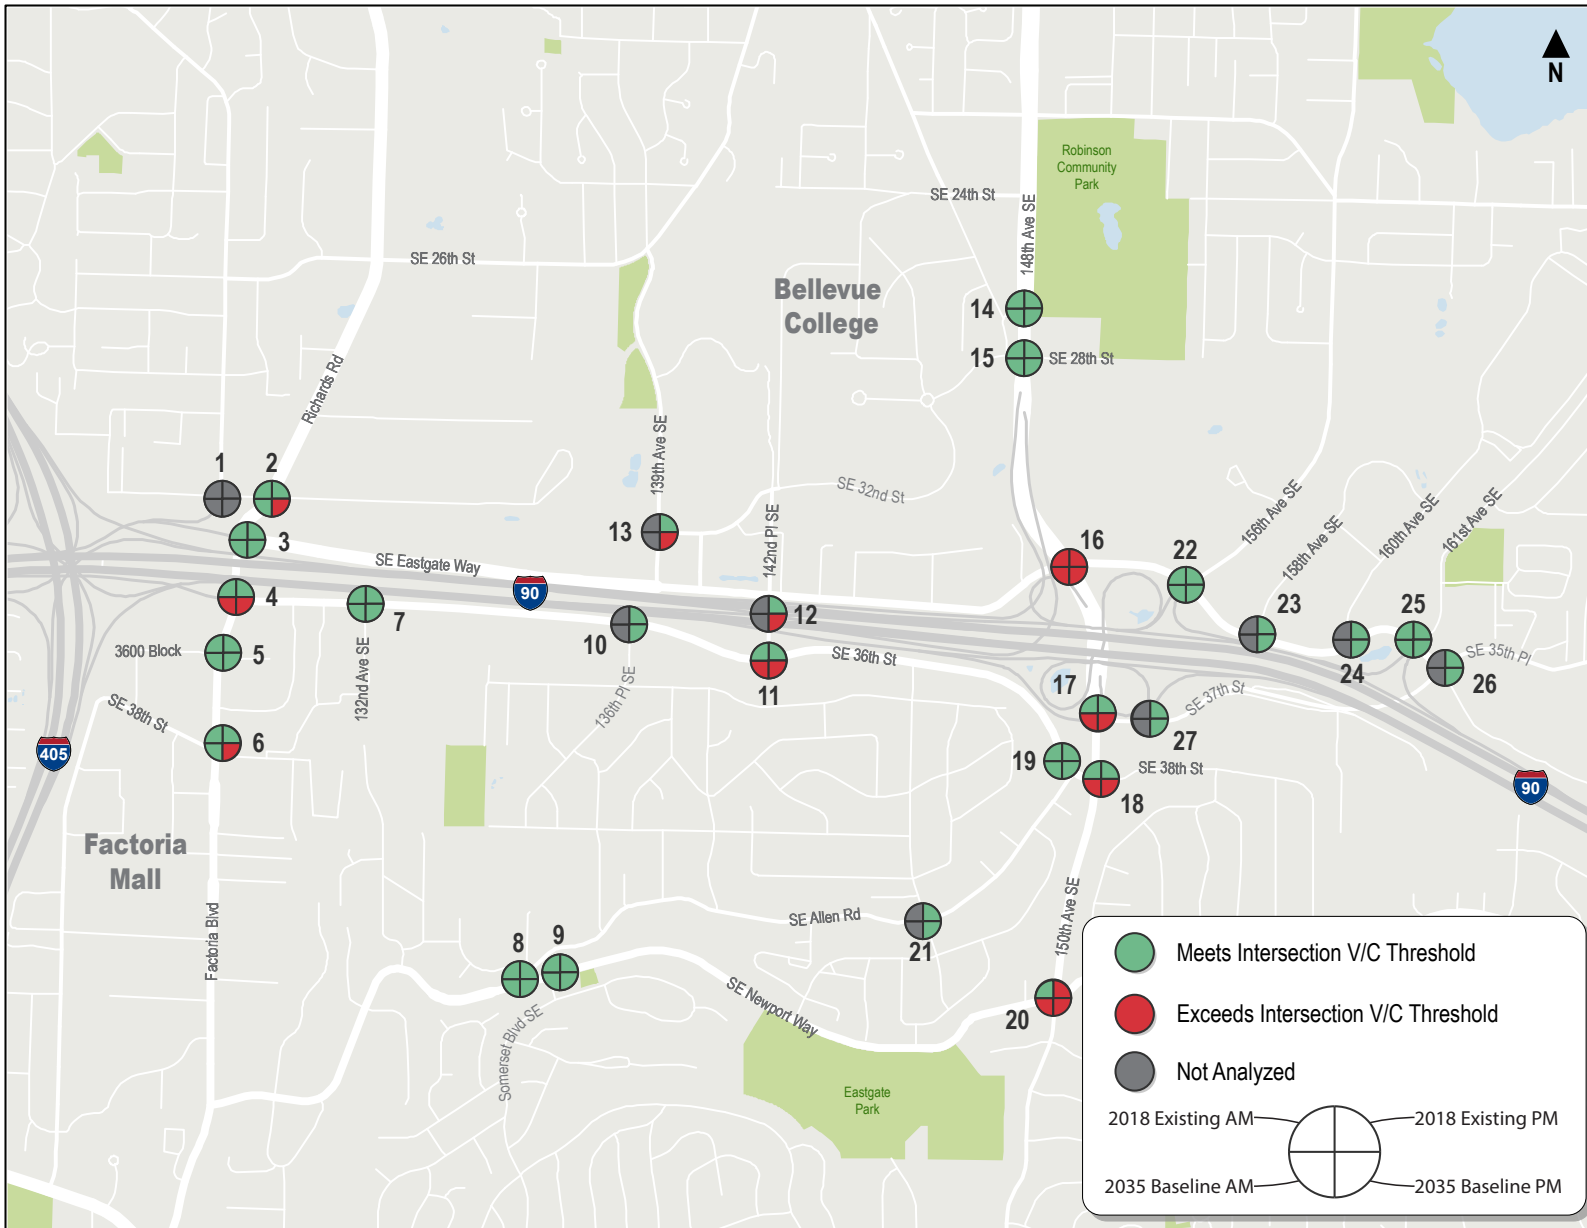 N
Robinson
Community
Park
SE 24th St
148th Ave SE
SE 26th St
Bellevue
College
14
15
SE 28th St
Richards Rd
1
2
3
139th Ave SE
SE 32nd St
13
142nd Pl SE
SE Eastgate Way
90
16
22
156th Ave SE
158th Ave SE
160th Ave SE
161st Ave SE
4
7
12
23
25
3600 Block
5
10
SE 36th St
SE 35th Pl
11
24
26
132nd Ave SE
136th Pl SE
17
SE 37th St
27
SE 38th St
6
405
19
SE 38th St
18
90
Factoria
Mall
Factoria Blvd
SE Allen Rd
21
150th Ave SE
8
9
SE Newport Way
20
Somerset Blvd SE
Eastgate
Park
Meets Intersection V/C Threshold
Exceeds Intersection V/C Threshold
Not Analyzed
2018 Existing AM
2018 Existing PM
2035 Baseline AM
2035 Baseline PM